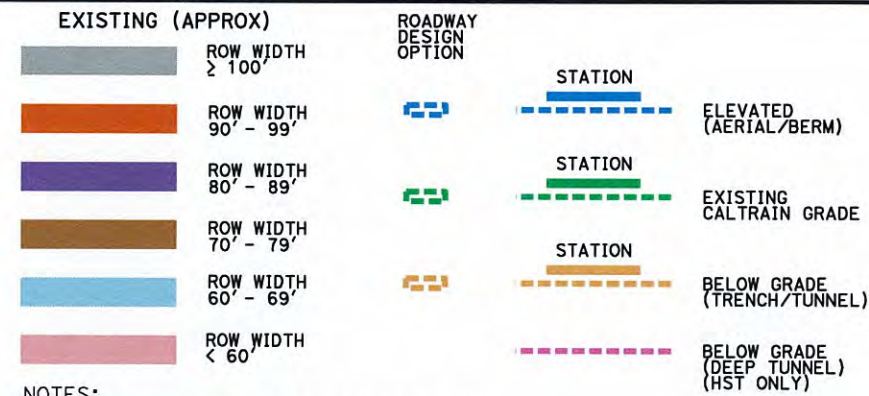 EXISTING (APPROX)
ROW WIDTH
≥ 100'
ROW WIDTH
90' - 99'
ROW WIDTH
80' - 89'
ROW WIDTH
70' - 79'
ROW WIDTH
60' - 69'
ROW WIDTH
< 60'
NOTES:
ROADWAY
DESIGN
OPTION
STATION
ELEVATED
(AERIAL/BERM)
STATION
EXISTING
CALTRAIN GRADE
STATION
BELOW GRADE
(TRENCH/TUNNEL)
BELOW GRADE
(DEEP TUNNEL)
(HST ONLY)